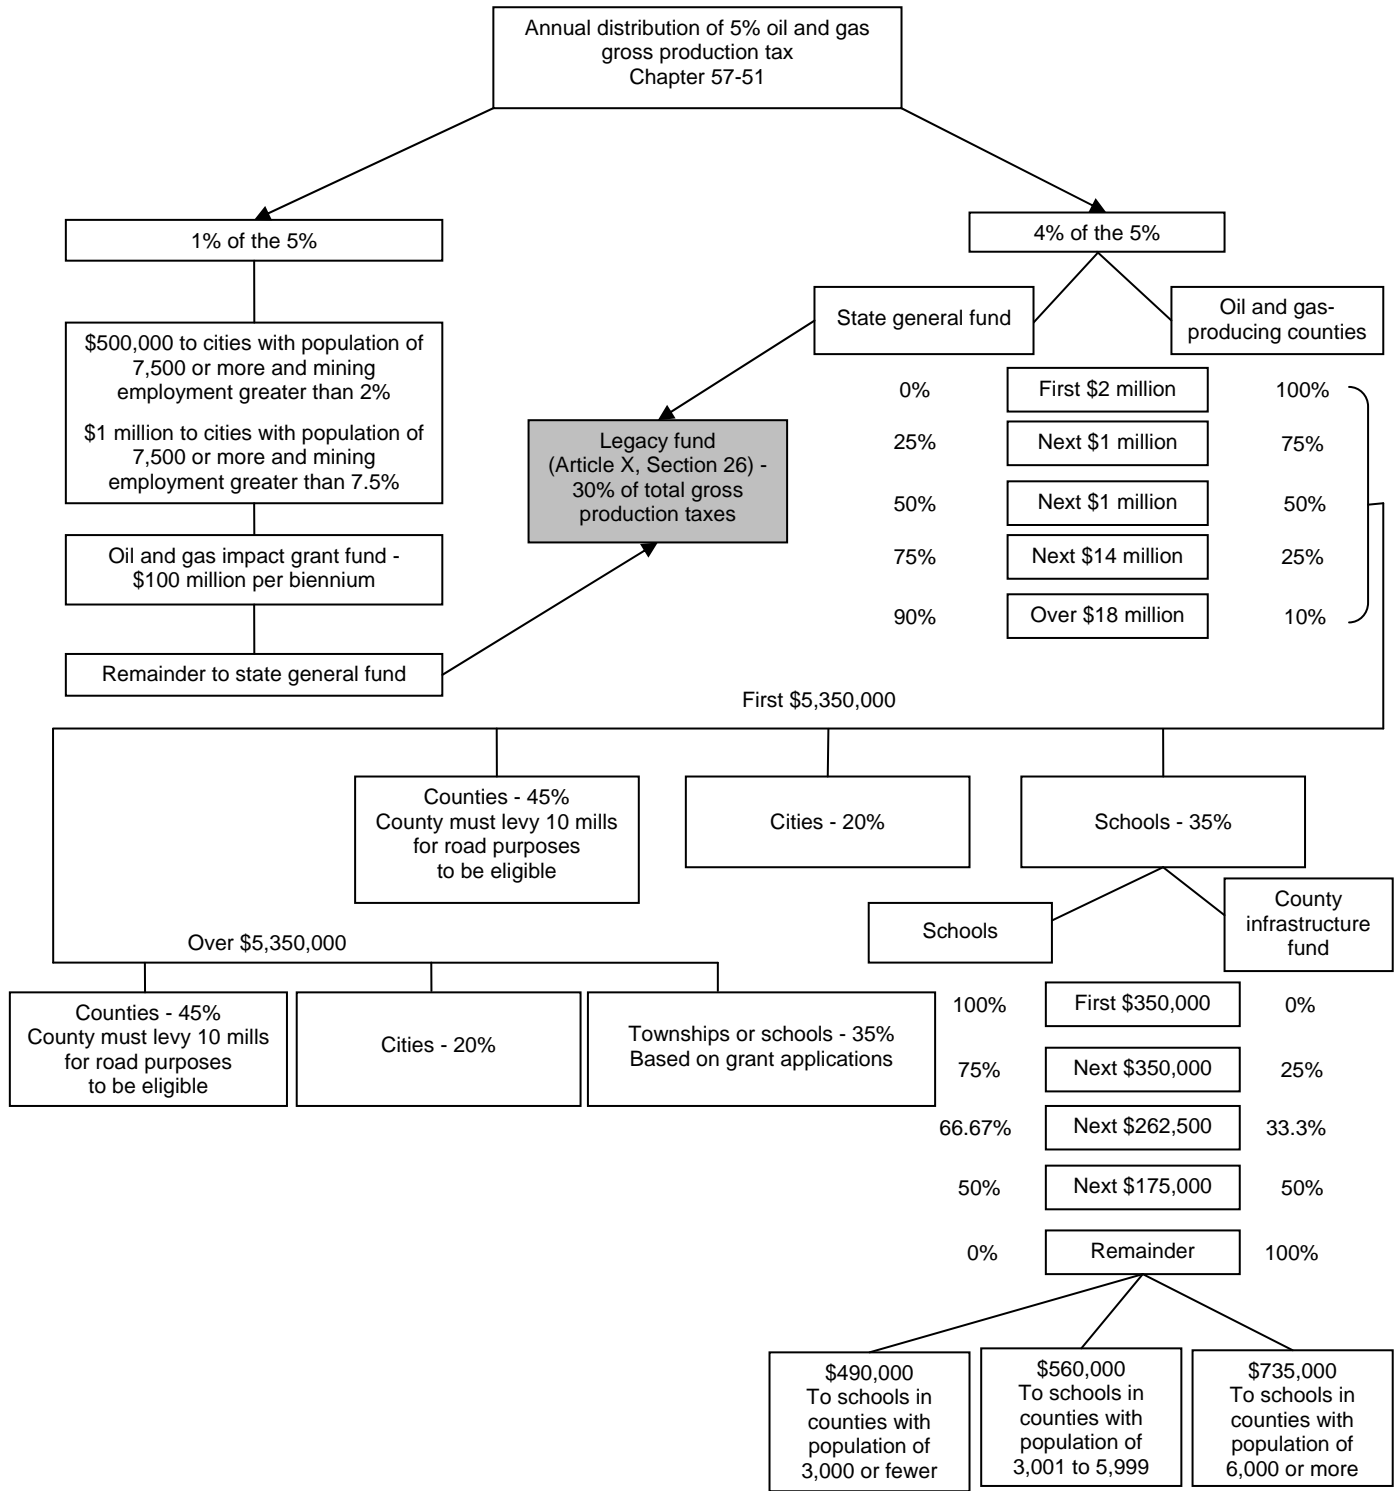 Annual distribution of 5% oil and gas
gross production tax
Chapter 57-51
1% of the 5%
$500,000 to cities with population of
7,500 or more and mining
employment greater than 2%
$1 million to cities with population of
7,500 or more and mining
employment greater than 7.5%
Oil and gas impact grant fund -
$100 million per biennium
Remainder to state general fund
Legacy fund
(Article X, Section 26) -
30% of total gross
production taxes
4% of the 5%
State general fund
Oil and gas-
producing counties
0% First $2 million 100%
25% Next $1 million 75%
50% Next $1 million 50%
75% Next $14 million 25%
90% Over $18 million 10%
First $5,350,000
Counties - 45%
County must levy 10 mills
for road purposes
to be eligible
Cities - 20%
Schools - 35%
Over $5,350,000
Counties - 45%
County must levy 10 mills
for road purposes
to be eligible
Cities - 20%
Townships or schools - 35%
Based on grant applications
Schools
County
infrastructure
fund
100% First $350,000 0%
75% Next $350,000 25%
66.67% Next $262,500 33.3%
50% Next $175,000 50%
0% Remainder 100%
$490,000
To schools in
counties with
population of
3,000 or fewer
$560,000
To schools in
counties with
population of
3,001 to 5,999
$735,000
To schools in
counties with
population of
6,000 or more